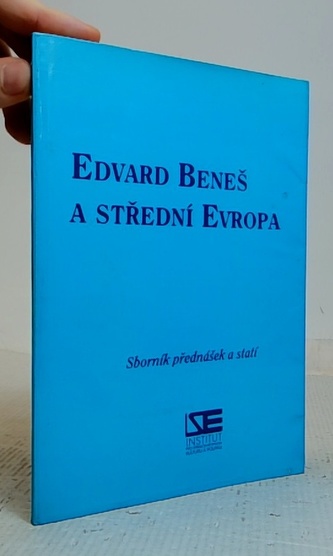 EDVARD BENEŠ
A STŘEDNÍ EVROPA
Sborník přednášek a statí
ISE
INSTITUT